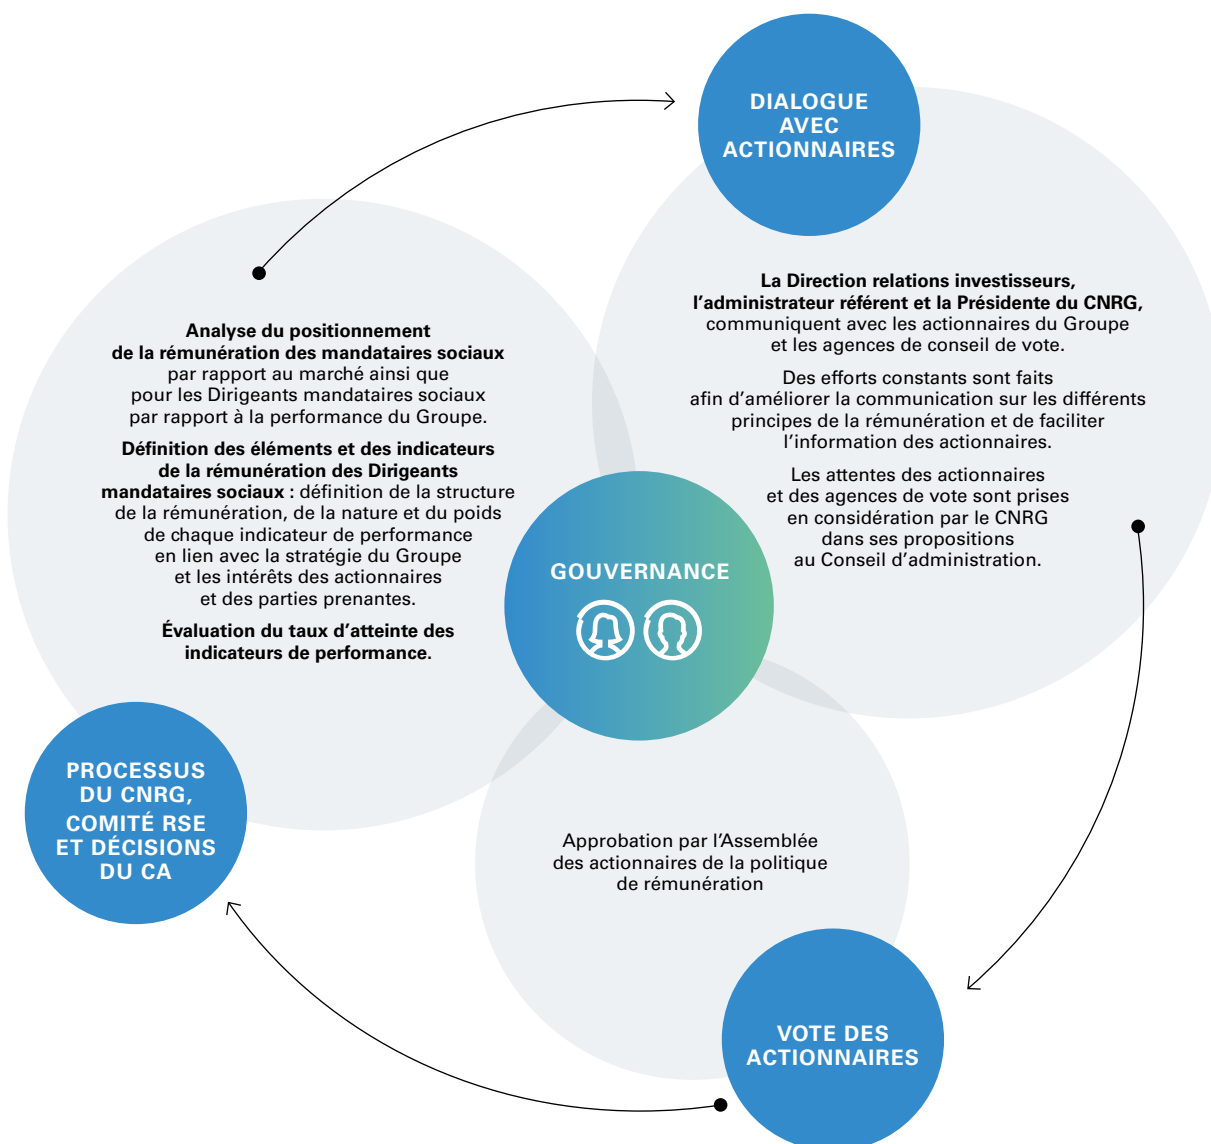 DIALOGUE
AVEC
ACTIONNAIRES
La Direction relations investisseurs,
l’administrateur référent et la Présidente du CNRG,
communiquent avec les actionnaires du Groupe
et les agences de conseil de vote.
Des efforts constants sont faits
afin d’améliorer la communication sur les différents
principes de la rémunération et de faciliter
l’information des actionnaires.
Les attentes des actionnaires
et des agences de vote sont prises
en considération par le CNRG
dans ses propositions
au Conseil d’administration.
Analyse du positionnement
de la rémunération des mandataires sociaux
par rapport au marché ainsi que
pour les Dirigeants mandataires sociaux
par rapport à la performance du Groupe.
Définition des éléments et des indicateurs
de la rémunération des Dirigeants
mandataires sociaux : définition de la structure
de la rémunération, de la nature et du poids
de chaque indicateur de performance
en lien avec la stratégie du Groupe
et les intérêts des actionnaires
et des parties prenantes.
Évaluation du taux d’atteinte des
indicateurs de performance.
GOUVERNANCE
PROCESSUS
DU CNRG,
COMITÉ RSE
ET DÉCISIONS
DU CA
Approbation par l’Assemblée
des actionnaires de la politique
de rémunération
VOTE DES
ACTIONNAIRES